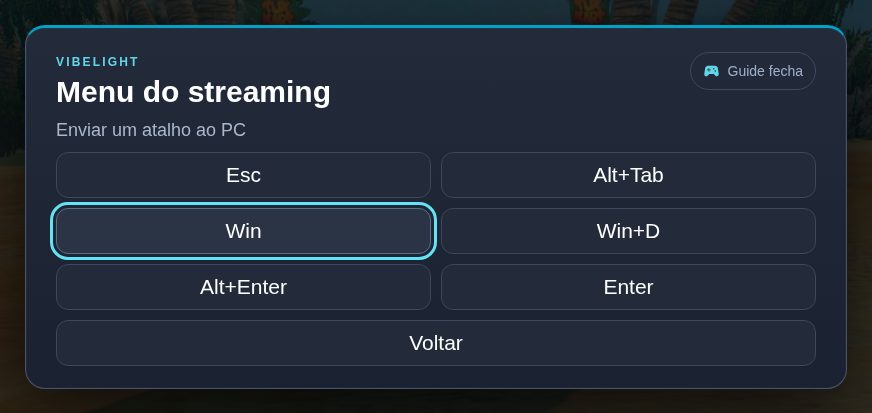 VIBELIGHT
Menu do streaming
Guide fecha
Enviar um atalho ao PC
Esc
Alt+Tab
Win
Win+D
Alt+Enter
Enter
Voltar